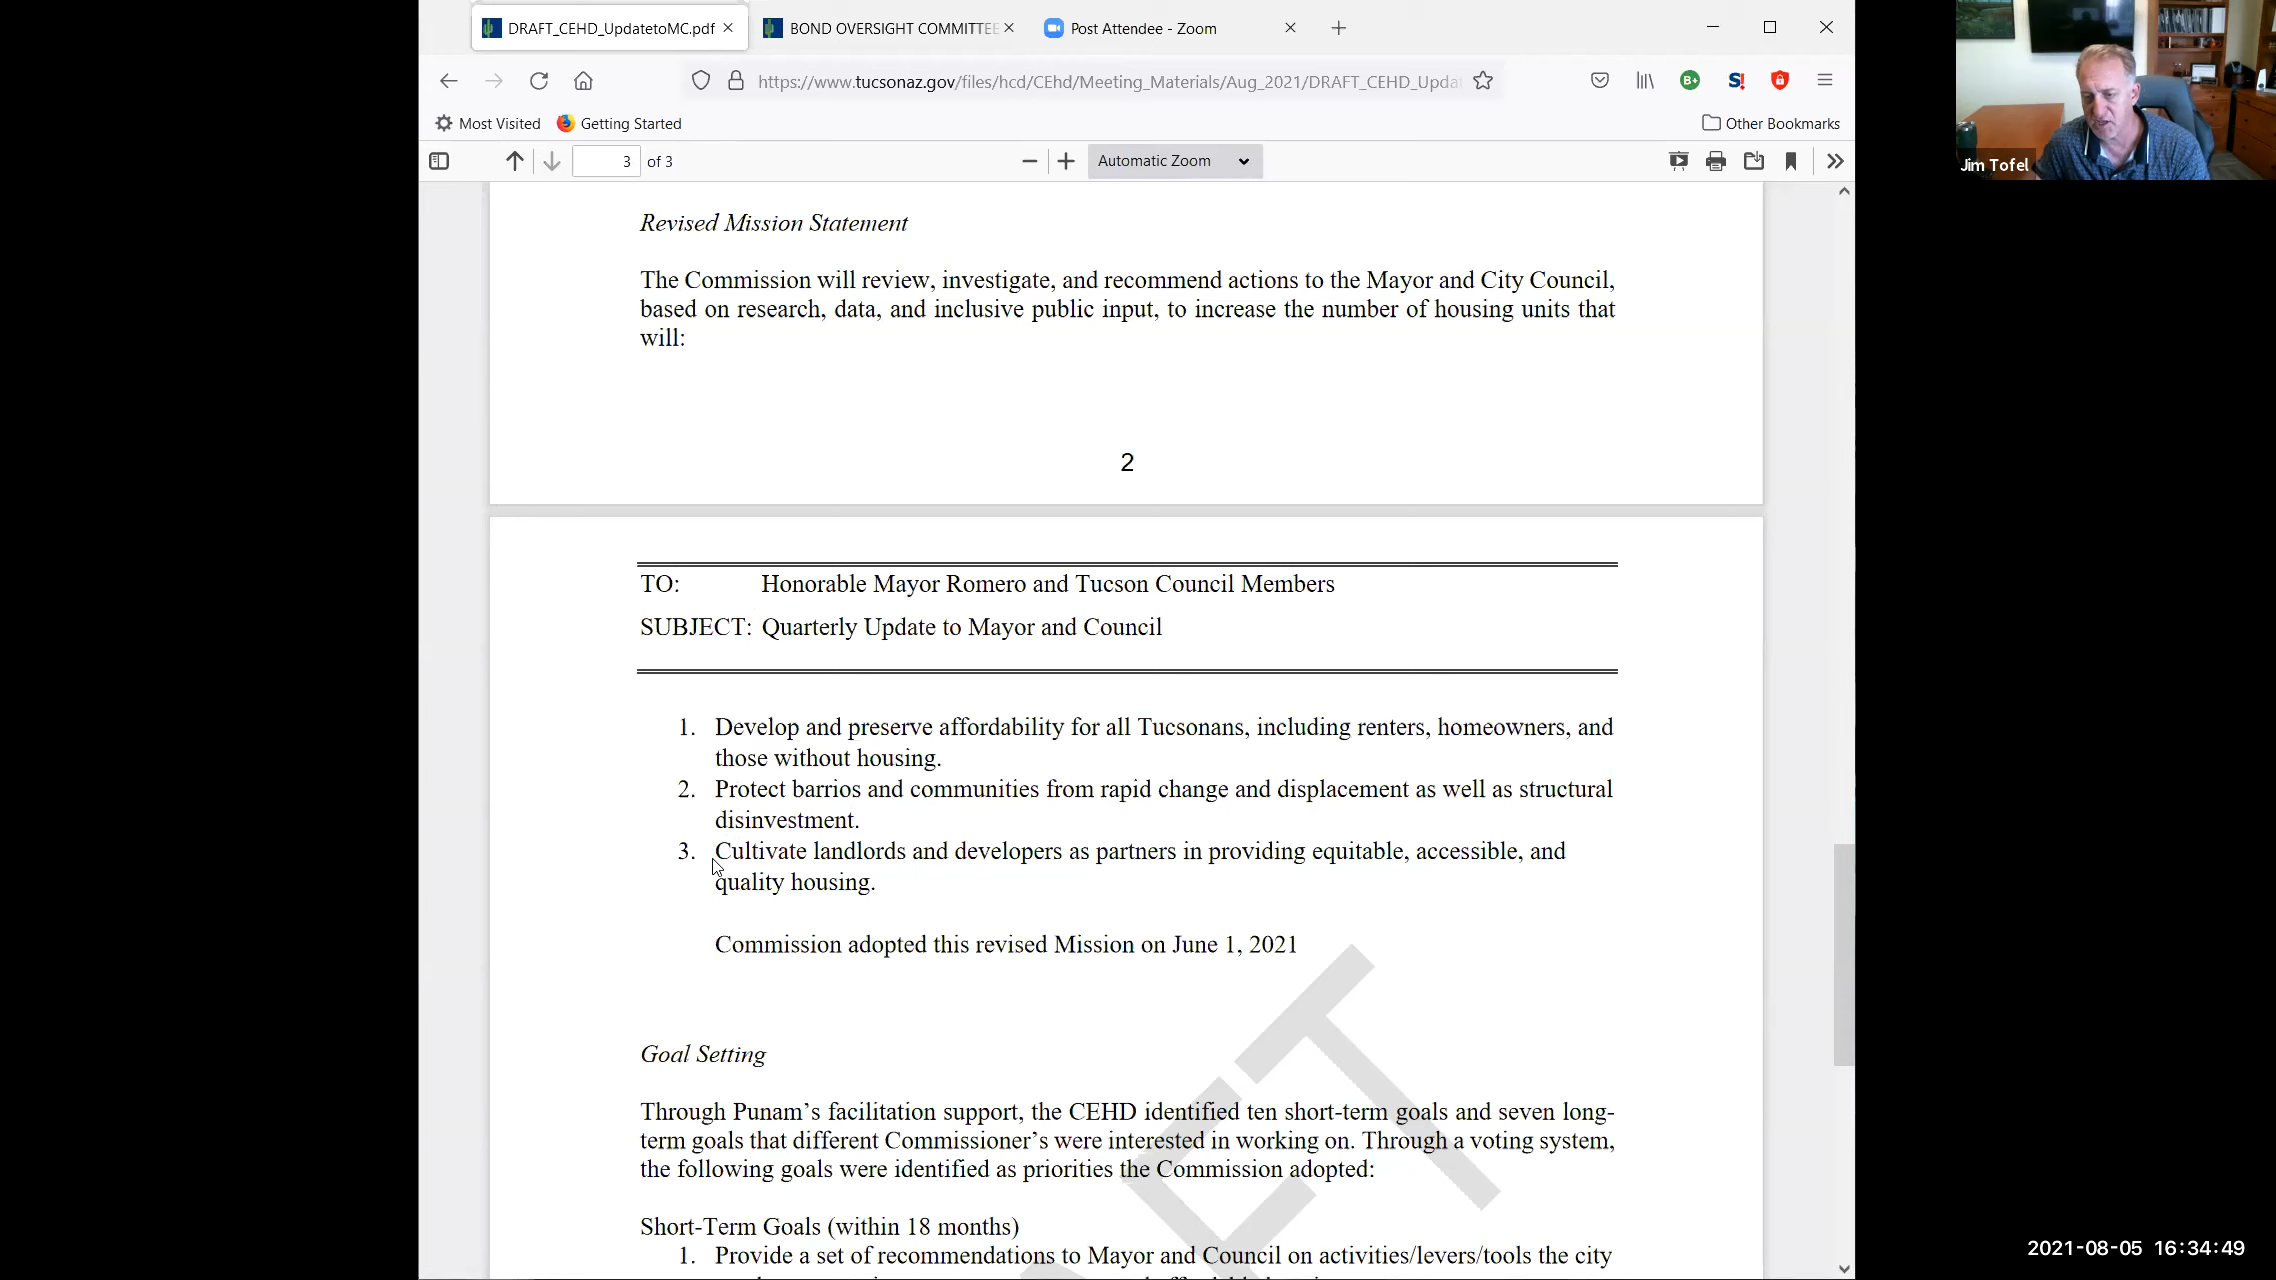 DRAFT_CEHD_UpdatetoMC.pdf
BOND OVERSIGHT COMMITTEE
Post Attendee - Zoom
https://www.tucsonaz.gov/files/hcd/CEhd/Meeting_Materials/Aug_2021/DRAFT_CEHD_Updat
Most Visited
Getting Started
Other Bookmarks
3 of 3
Automatic Zoom
Jim Tofel
Revised Mission Statement
The Commission will review, investigate, and recommend actions to the Mayor and City Council,
based on research, data, and inclusive public input, to increase the number of housing units that
will:
2
TO: Honorable Mayor Romero and Tucson Council Members
SUBJECT: Quarterly Update to Mayor and Council
1. Develop and preserve affordability for all Tucsonans, including renters, homeowners, and
those without housing.
2. Protect barrios and communities from rapid change and displacement as well as structural
disinvestment.
3. Cultivate landlords and developers as partners in providing equitable, accessible, and
quality housing.
Commission adopted this revised Mission on June 1, 2021
Goal Setting
Through Punam’s facilitation support, the CEHD identified ten short-term goals and seven long-
term goals that different Commissioner’s were interested in working on. Through a voting system,
the following goals were identified as priorities the Commission adopted:
Short-Term Goals (within 18 months)
1. Provide a set of recommendations to Mayor and Council on activities/levers/tools the city
2021-08-05 16:34:49